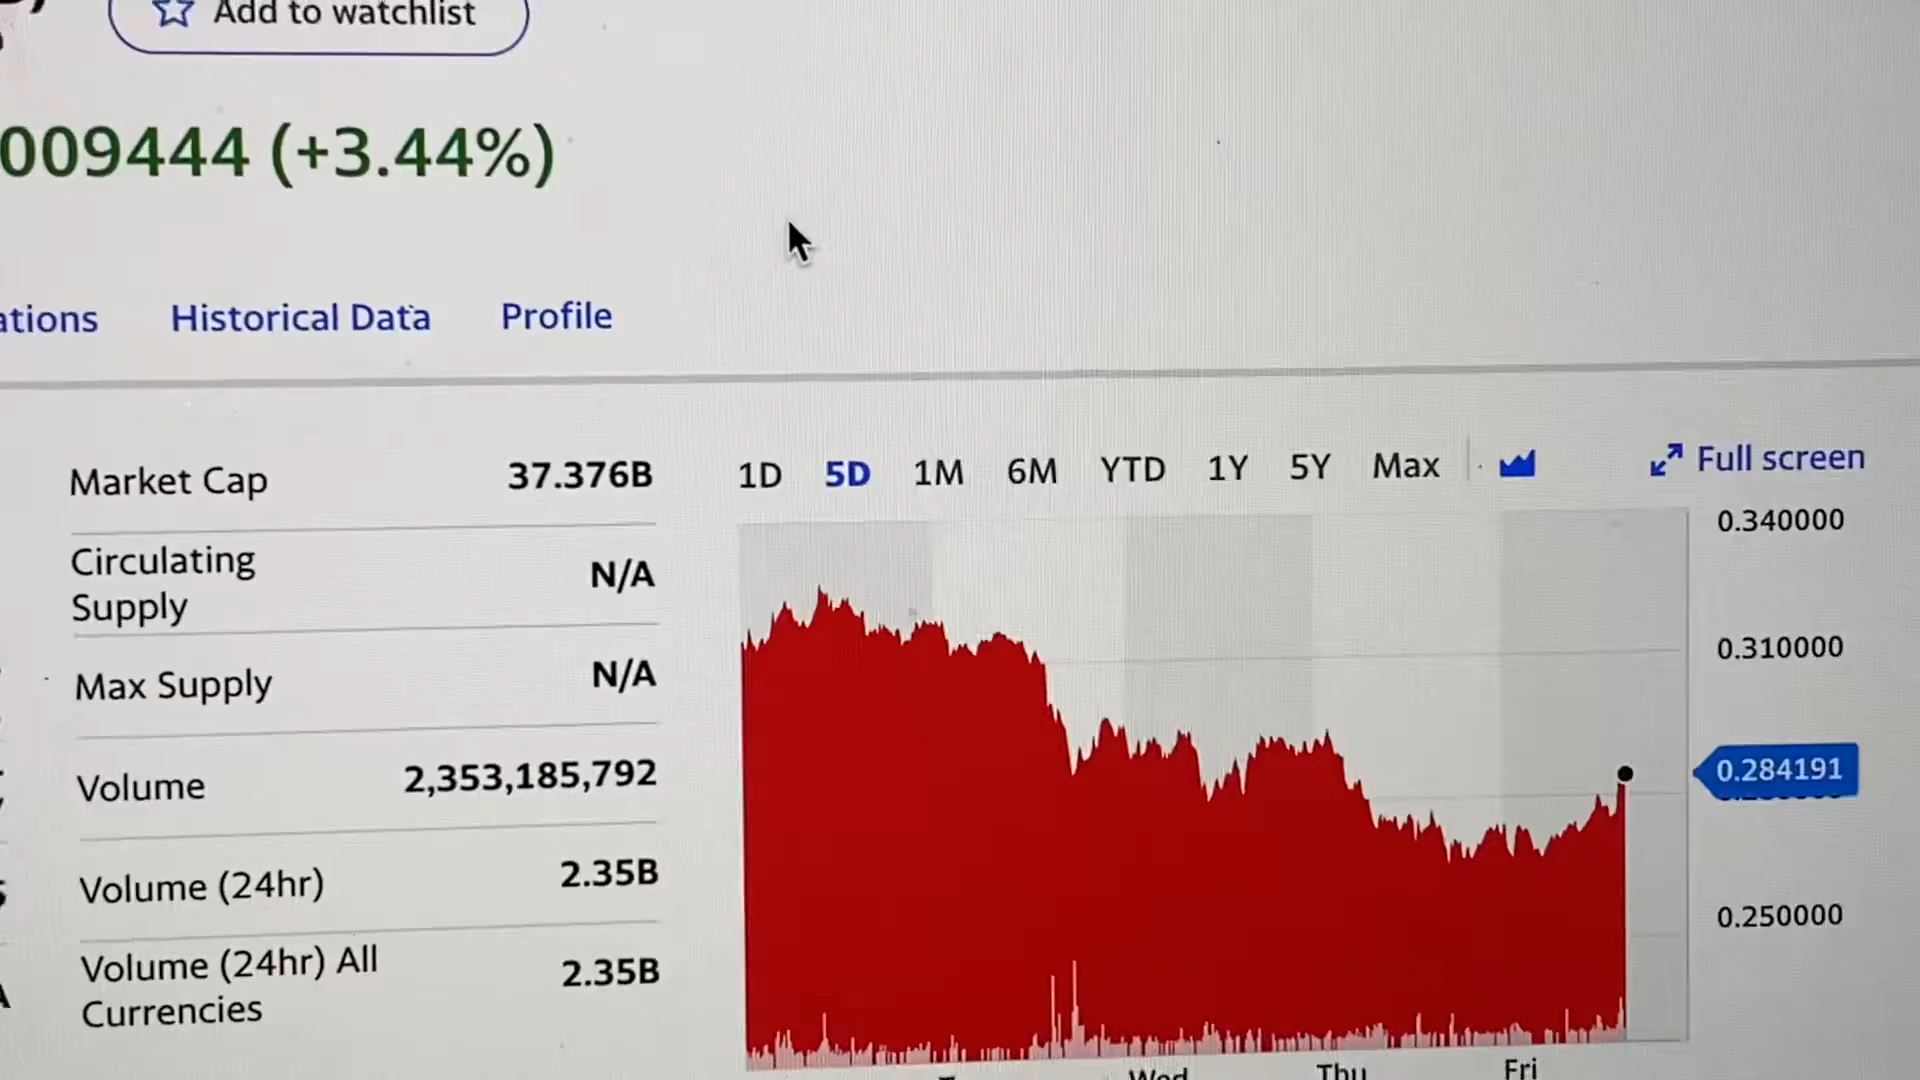 Add to watchlist
009444 (+3.44%)
Historical Data
Profile
Market Cap
37.376B
Circulating
Supply
N/A
Max Supply
N/A
Volume
2,353,185,792
Volume (24hr)
2.35B
Volume (24hr) All
Currencies
2.35B
1D 5D 1M 6M YTD 1Y 5Y Max
Full screen
0.340000
0.310000
0.284191
0.250000
Wed
Thu
Fri